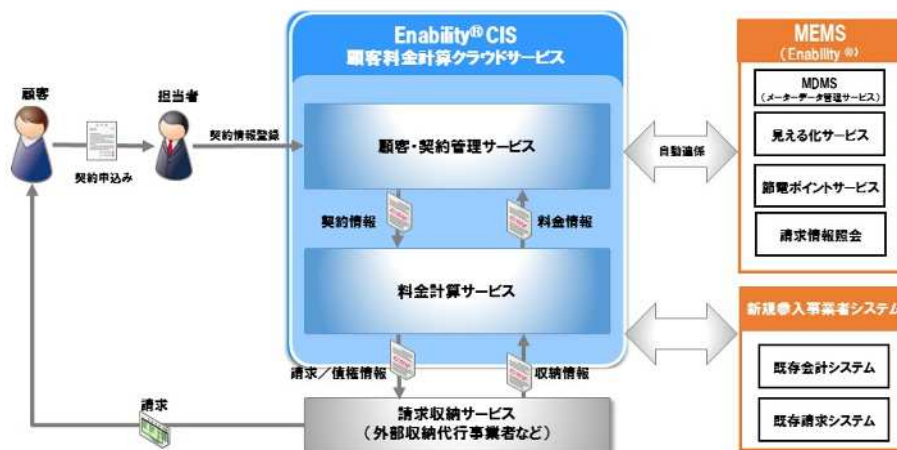 Enability® CIS
顧客料金計算クラウドサービス
顧客
担当者
契約申込み
契約情報登録
顧客・契約管理サービス
契約情報
料金情報
料金計算サービス
請求／債権情報
収納情報
請求
請求収納サービス
（外部収納代行事業者など）
自動連係
MEMS
（Enability ®）
MDMS
（メーターデータ管理サービス）
見える化サービス
節電ポイントサービス
請求情報照会
新規参入事業者システム
既存会計システム
既存請求システム